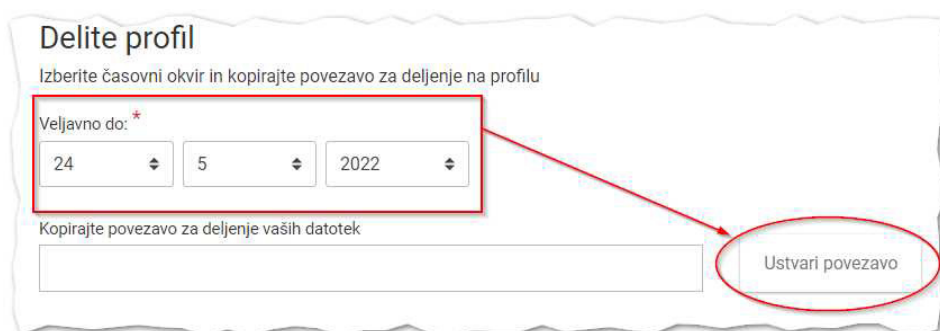 Delite profil
Izberite časovni okvir in kopirajte povezavo za deljenje na profilu
Veljavno do: *
24 5 2022
Kopirajte povezavo za deljenje vaših datotek
Ustvari povezavo